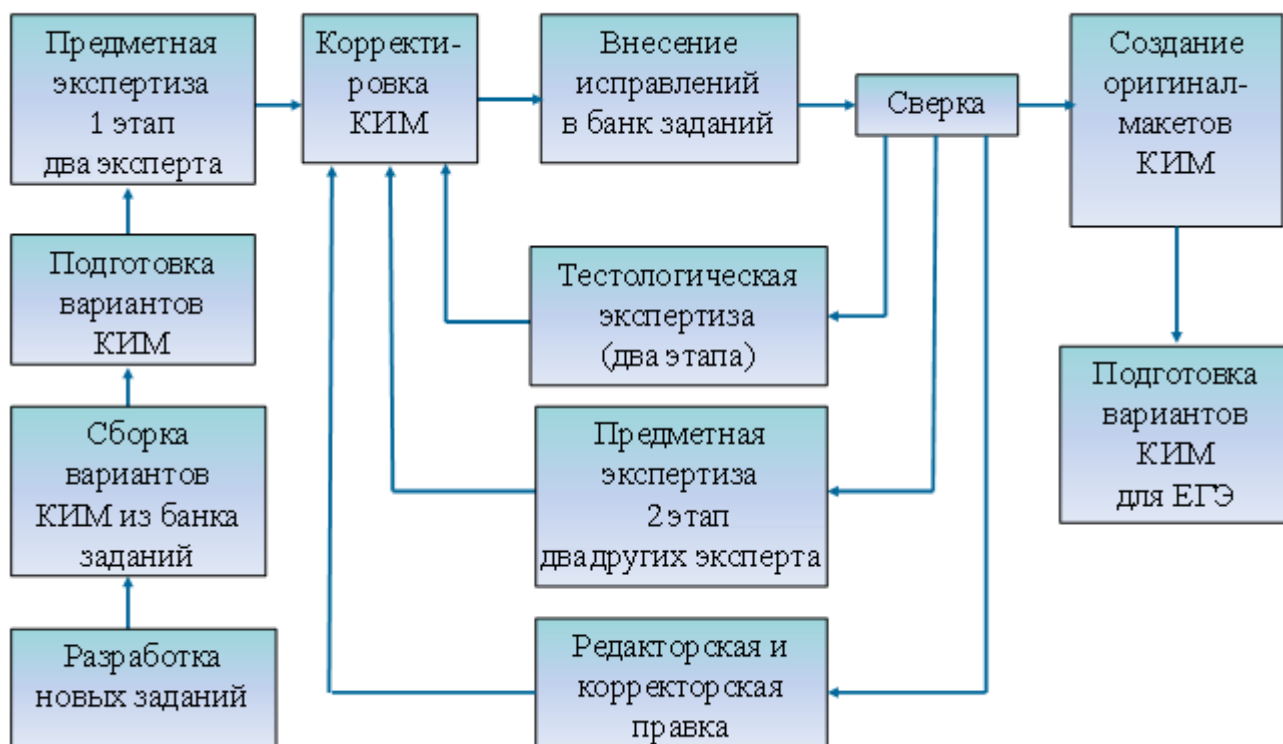 Предметная
экспертиза
1 этап
два эксперта
Корректи-
ровка
КИМ
Внесение
исправлений
в банк заданий
Сверка
Создание
оригинал-
макетов
КИМ
Подготовка
вариантов
КИМ
Тестологическая
экспертиза
(два этапа)
Подготовка
вариантов
КИМ
для ЕГЭ
Сборка
вариантов
КИМ из банка
заданий
Предметная
экспертиза
2 этап
два других эксперта
Разработка
новых заданий
Редакторская и
корректорская
правка